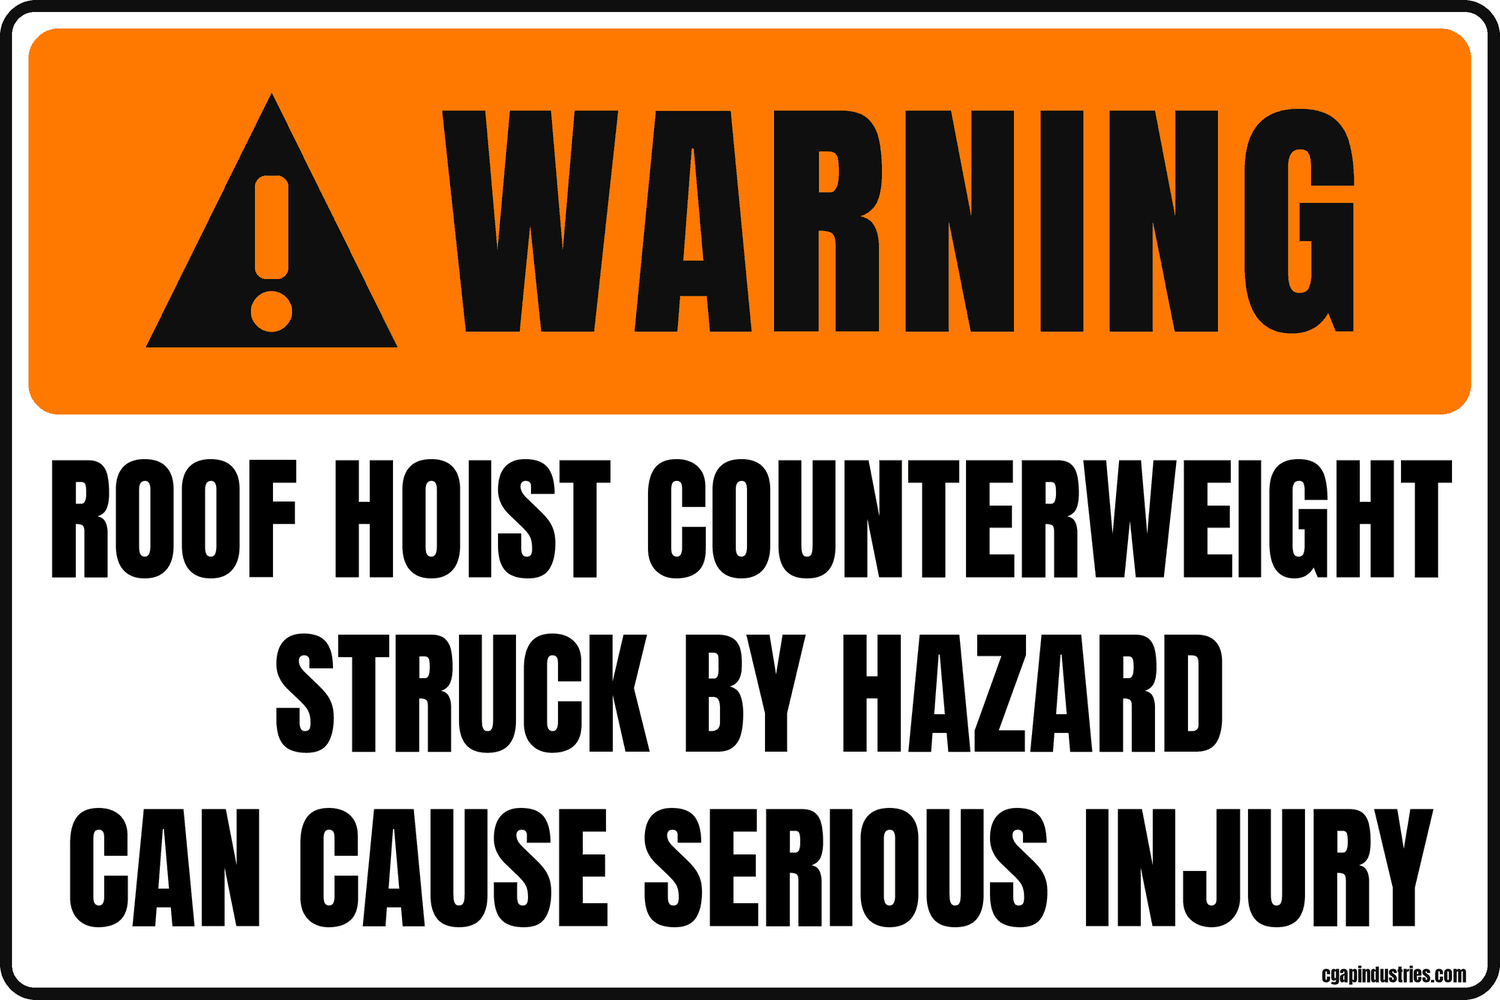 WARNING
ROOF HOIST COUNTERWEIGHT
STRUCK BY HAZARD
CAN CAUSE SERIOUS INJURY
cgapindustries.com